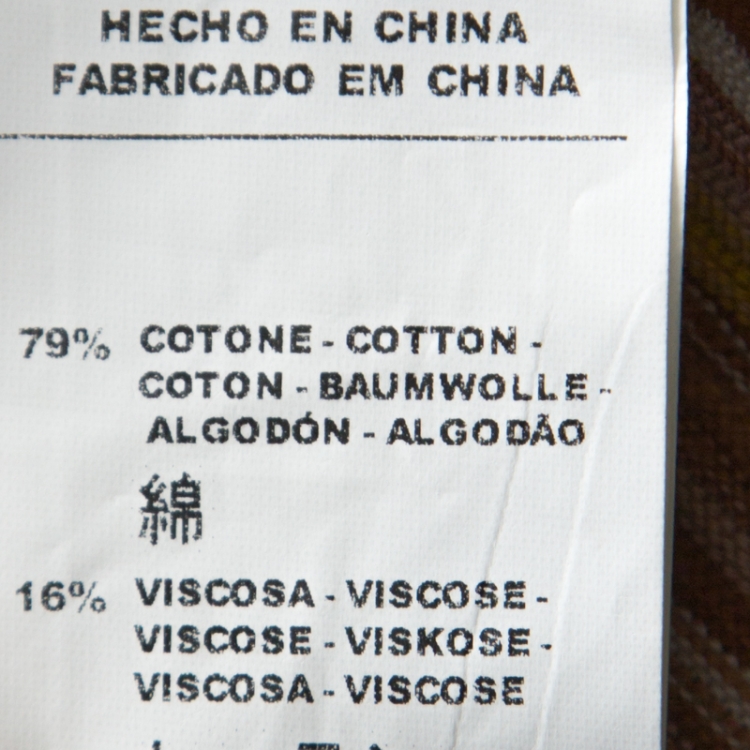 HECHO EN CHINA
FABRICADO EM CHINA
79% COTONE - COTTON -
COTON - BAUMWOLLE -
ALGODÓN - ALGODÃO
綿
16% VISCOSA - VISCOSE -
VISCOSE - VISKOSE -
VISCOSA - VISCOSE